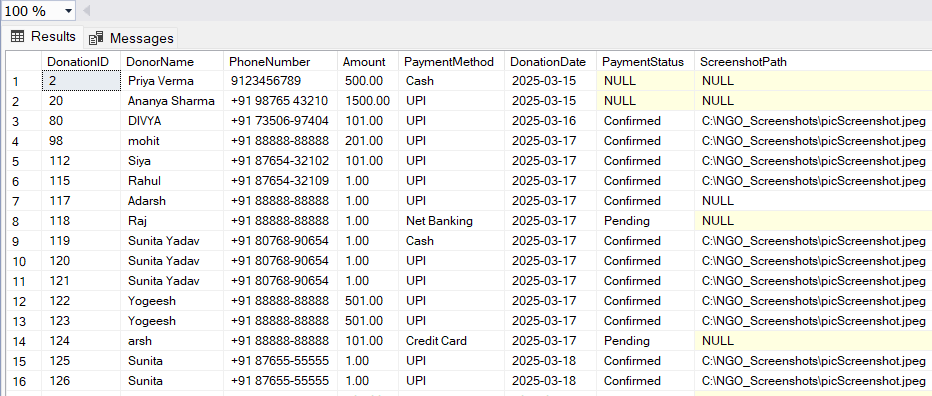 100 %
Results Messages
DonationID DonorName PhoneNumber Amount PaymentMethod DonationDate PaymentStatus ScreenshotPath
1 2 Priya Verma 9123456789 500.00 Cash 2025-03-15 NULL NULL
2 20 Ananya Sharma +91 98765 43210 1500.00 UPI 2025-03-15 NULL NULL
3 80 DIVYA +91 73506-97404 101.00 UPI 2025-03-16 Confirmed C:\NGO_Screenshots\picScreenshot.jpeg
4 98 mohit +91 88888-88888 201.00 UPI 2025-03-17 Confirmed C:\NGO_Screenshots\picScreenshot.jpeg
5 112 Siya +91 87654-32102 101.00 UPI 2025-03-17 Confirmed C:\NGO_Screenshots\picScreenshot.jpeg
6 115 Rahul +91 87654-32109 1.00 UPI 2025-03-17 Confirmed C:\NGO_Screenshots\picScreenshot.jpeg
7 117 Adarsh +91 88888-88888 1.00 UPI 2025-03-17 Confirmed NULL
8 118 Raj +91 88888-88888 1.00 Net Banking 2025-03-17 Pending NULL
9 119 Sunita Yadav +91 80768-90654 1.00 Cash 2025-03-17 Confirmed C:\NGO_Screenshots\picScreenshot.jpeg
10 120 Sunita Yadav +91 80768-90654 1.00 UPI 2025-03-17 Confirmed C:\NGO_Screenshots\picScreenshot.jpeg
11 121 Sunita Yadav +91 80768-90654 1.00 UPI 2025-03-17 Confirmed C:\NGO_Screenshots\picScreenshot.jpeg
12 122 Yogeesh +91 88888-88888 501.00 UPI 2025-03-17 Confirmed C:\NGO_Screenshots\picScreenshot.jpeg
13 123 Yogeesh +91 88888-88888 501.00 UPI 2025-03-17 Confirmed C:\NGO_Screenshots\picScreenshot.jpeg
14 124 arsh +91 88888-88888 101.00 Credit Card 2025-03-17 Pending NULL
15 125 Sunita +91 87655-55555 1.00 UPI 2025-03-18 Confirmed C:\NGO_Screenshots\picScreenshot.jpeg
16 126 Sunita +91 87655-55555 1.00 UPI 2025-03-18 Confirmed C:\NGO_Screenshots\picScreenshot.jpeg